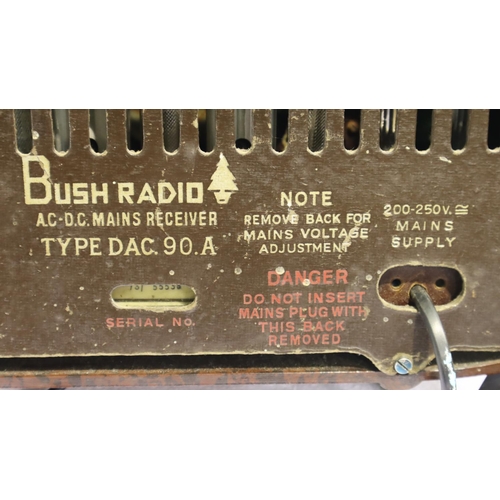 BUSH RADIO
A.C-D.C. MAINS RECEIVER
TYPE DAC. 90.A
SERIAL No.
NOTE
REMOVE BACK FOR
MAINS VOLTAGE
ADJUSTMENT
DANGER
DO NOT INSERT
MAINS PLUG WITH
THIS BACK
REMOVED
200-250V. ≅
MAINS
SUPPLY